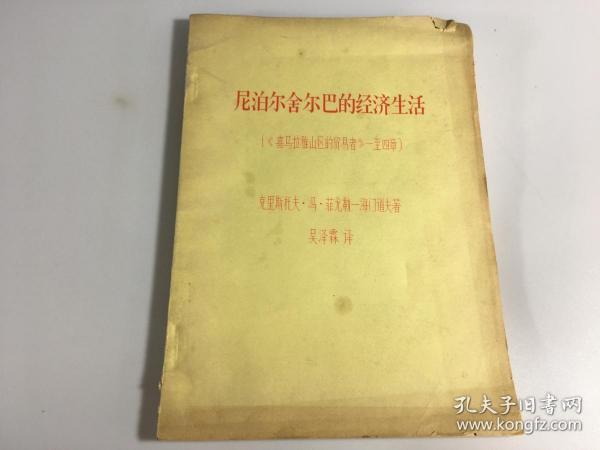 尼泊尔舍尔巴的经济生活
(《喜马拉雅山区的贸易者》一至四章)
克里斯托夫·冯·菲尤勒—海门道夫著
吴泽霖 译
孔夫子旧书网
www.kongfz.com